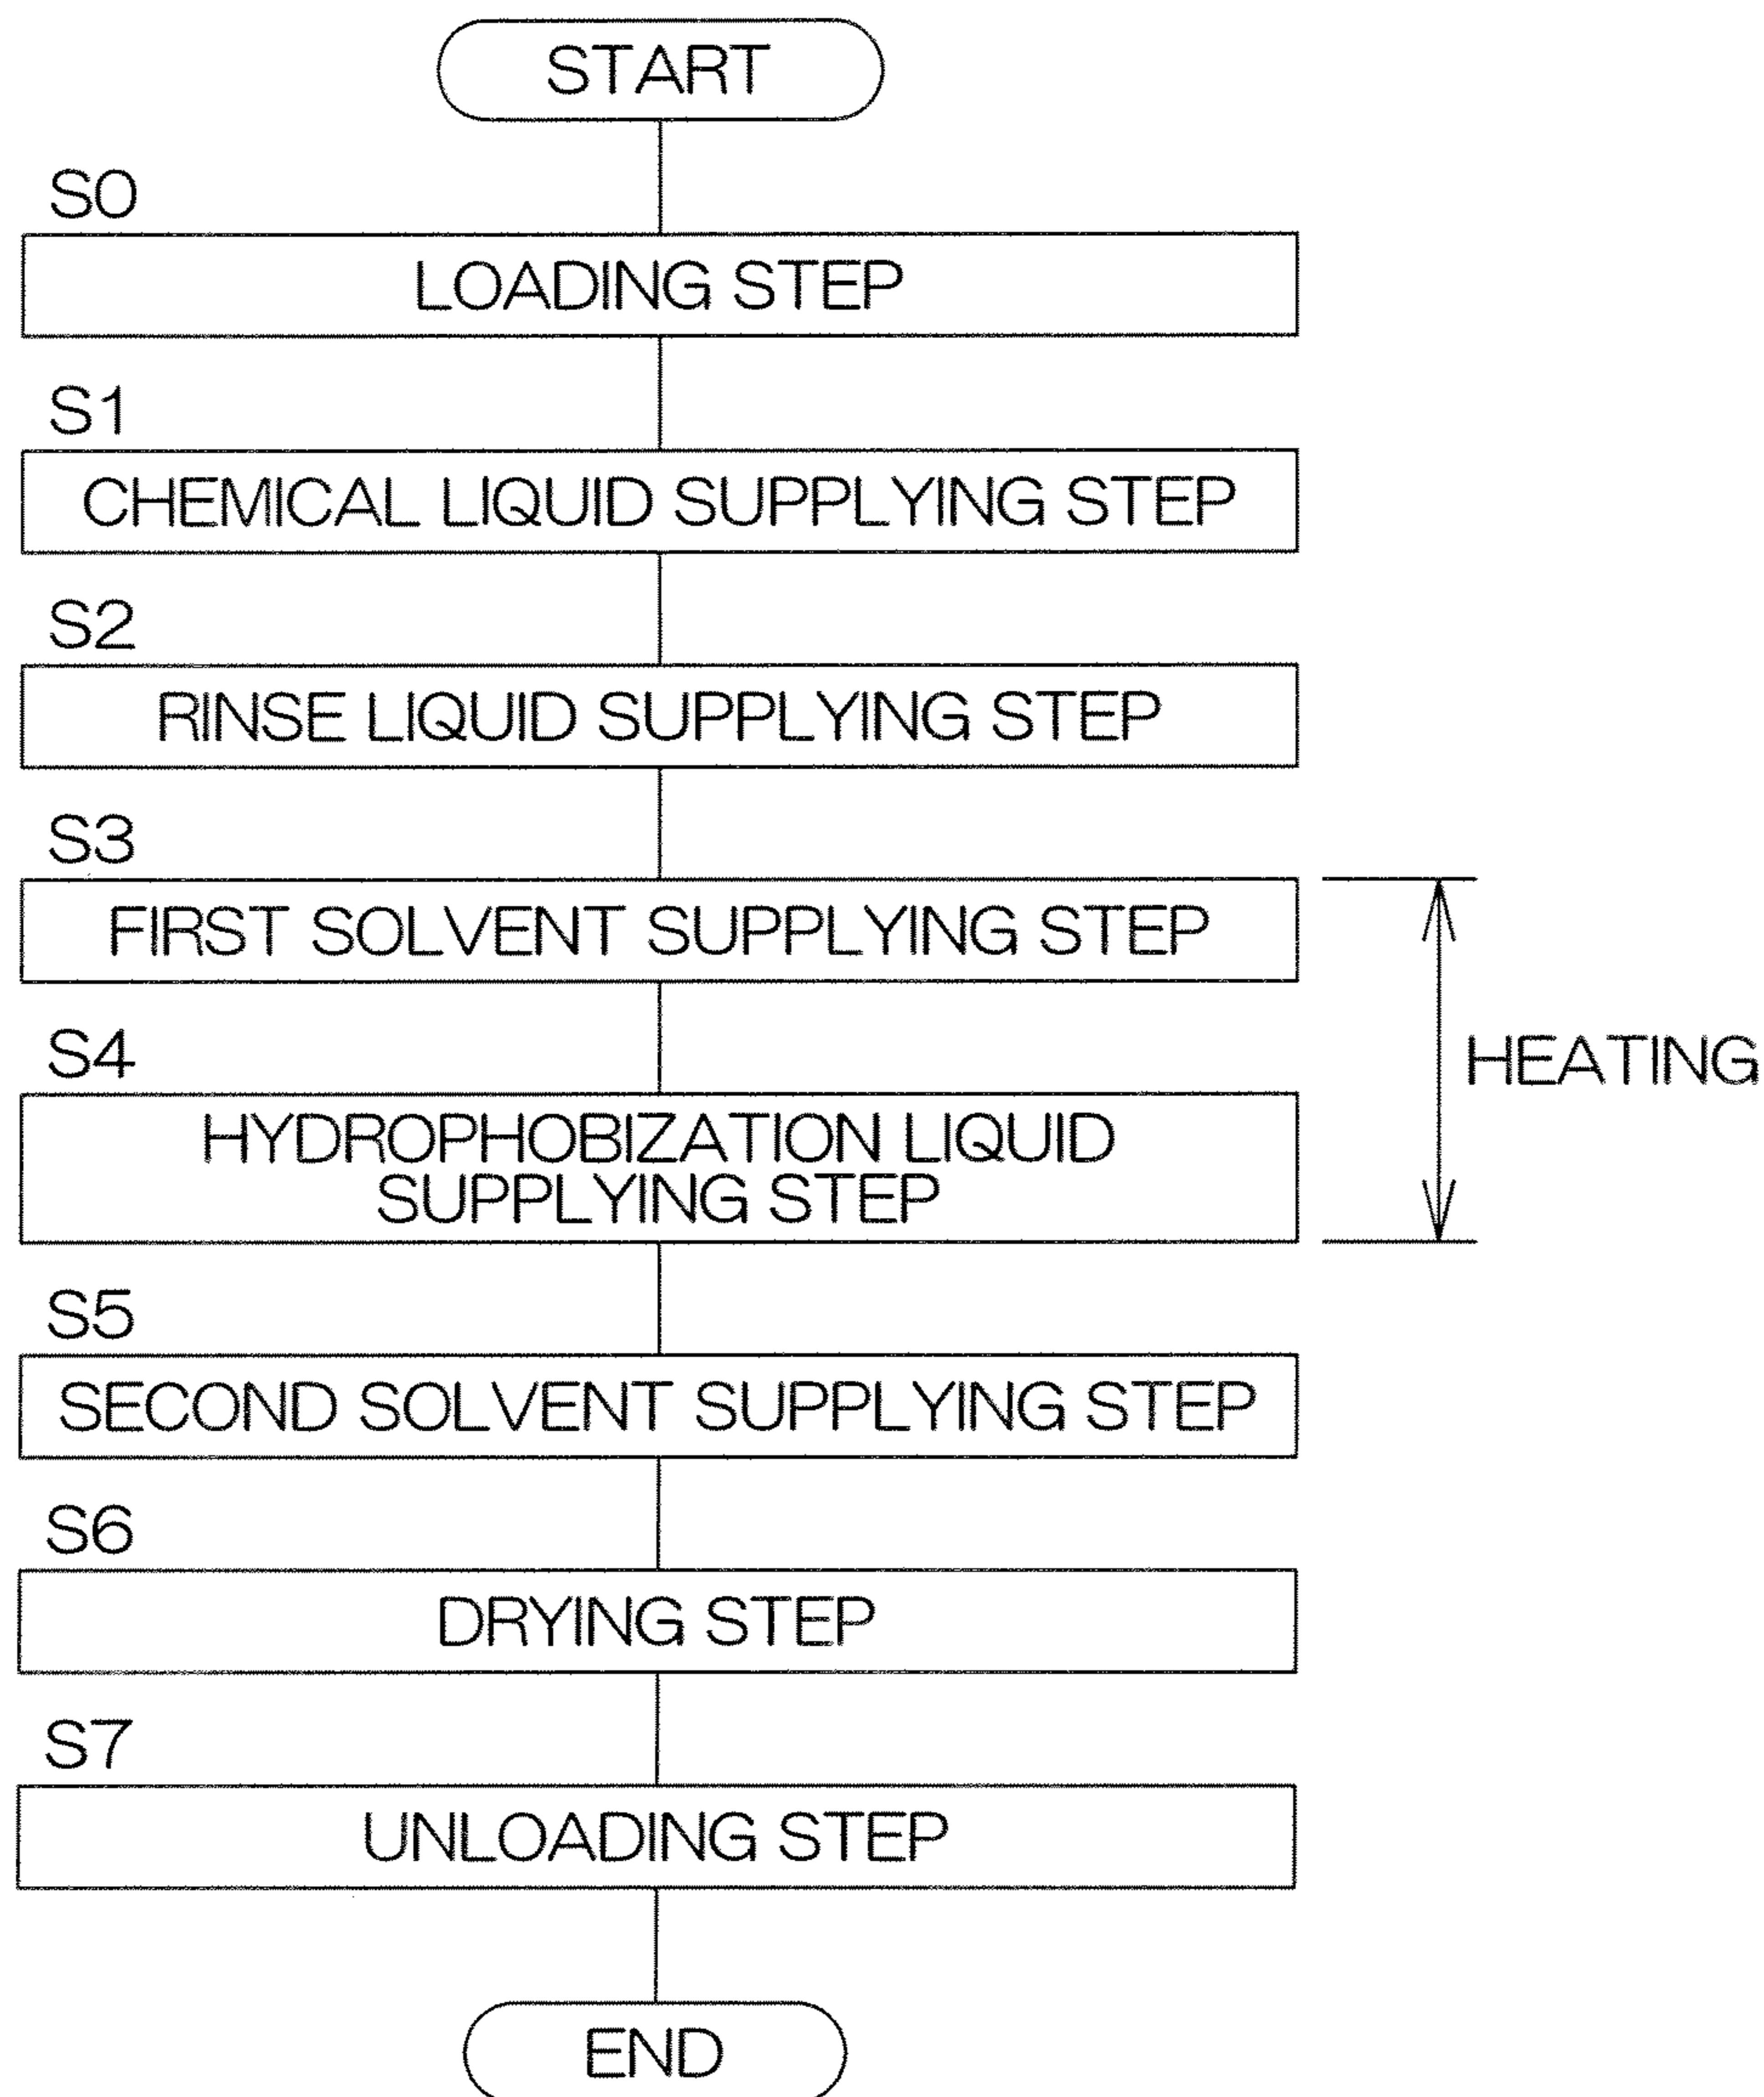 START
S0
LOADING STEP
S1
CHEMICAL LIQUID SUPPLYING STEP
S2
RINSE LIQUID SUPPLYING STEP
S3
FIRST SOLVENT SUPPLYING STEP
S4
HEATING
HYDROPHOBIZATION LIQUID
SUPPLYING STEP
S5
SECOND SOLVENT SUPPLYING STEP
S6
DRYING STEP
S7
UNLOADING STEP
END